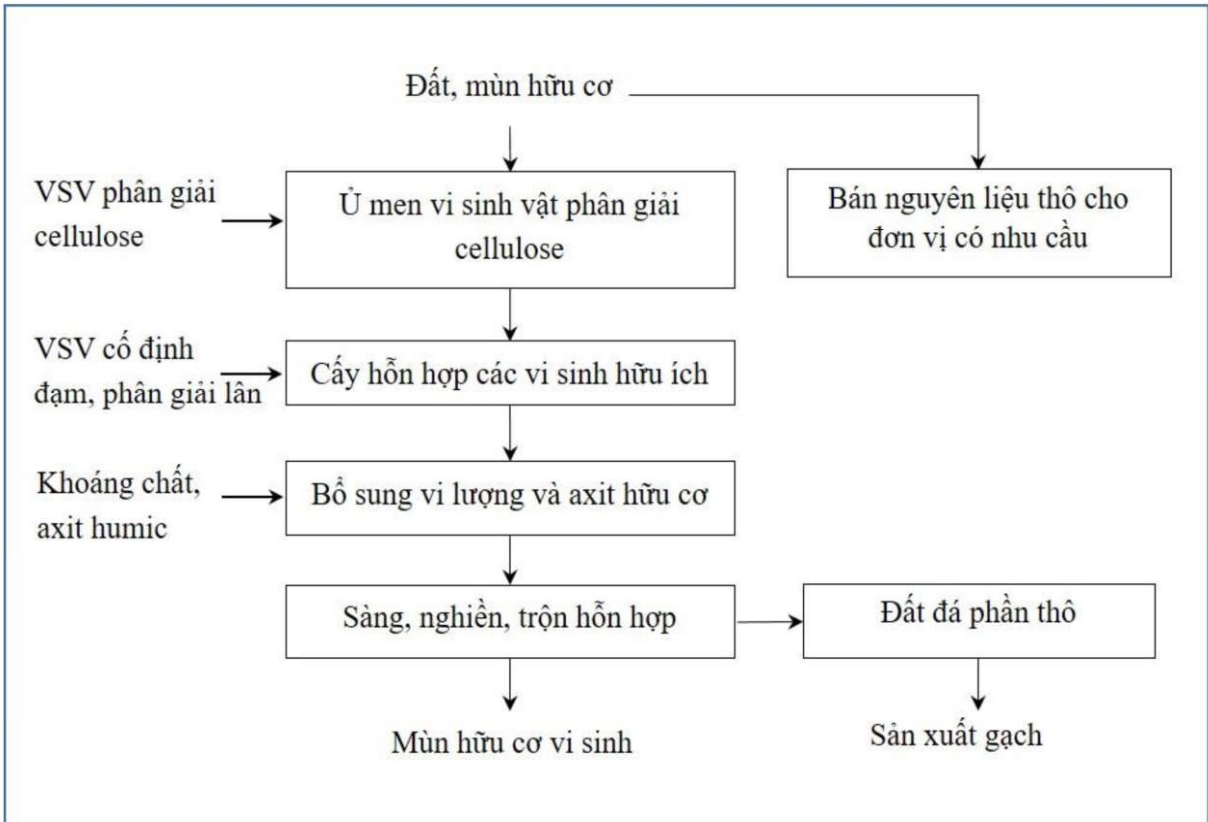 Đất, mùn hữu cơ
VSV phân giải
cellulose
Ủ men vi sinh vật phân giải
cellulose
Bán nguyên liệu thô cho
đơn vị có nhu cầu
VSV cố định
đạm, phân giải lân
Cấy hỗn hợp các vi sinh hữu ích
Khoáng chất,
axit humic
Bổ sung vi lượng và axit hữu cơ
Sàng, nghiền, trộn hỗn hợp
Đất đá phần thô
Mùn hữu cơ vi sinh
Sản xuất gạch